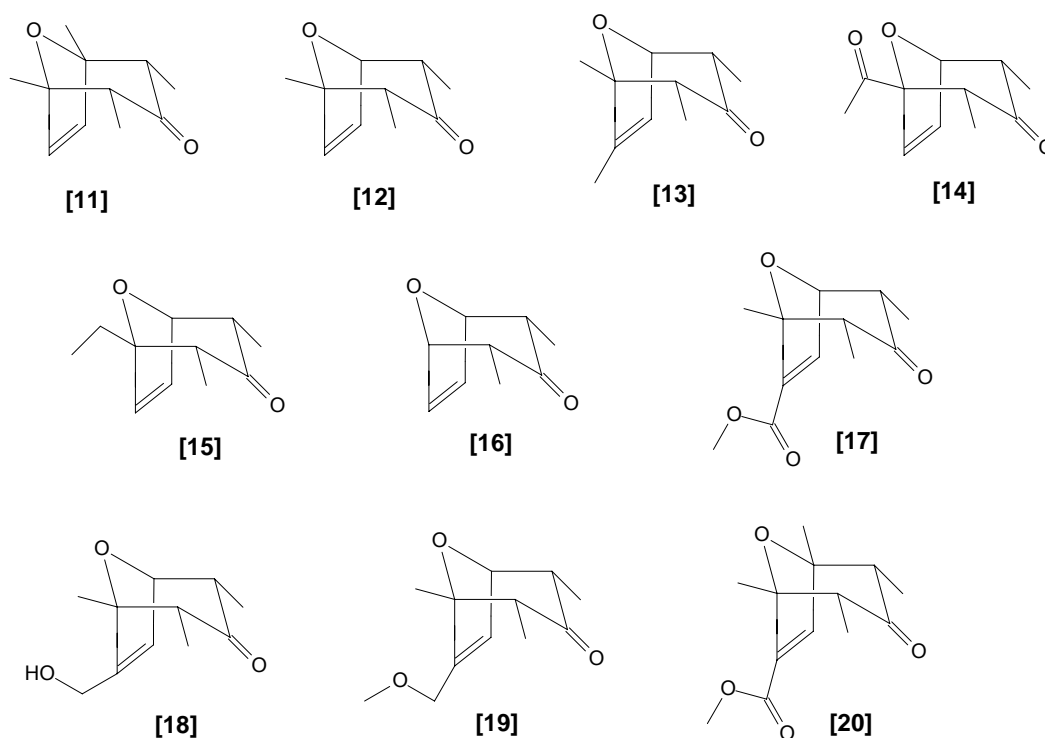 O O O O O
O O O O
[11] [12] [13] [14]
O O O
O O O
O
O
[15] [16] [17]
O O O
O O O
HO O O
O
[18] [19] [20]